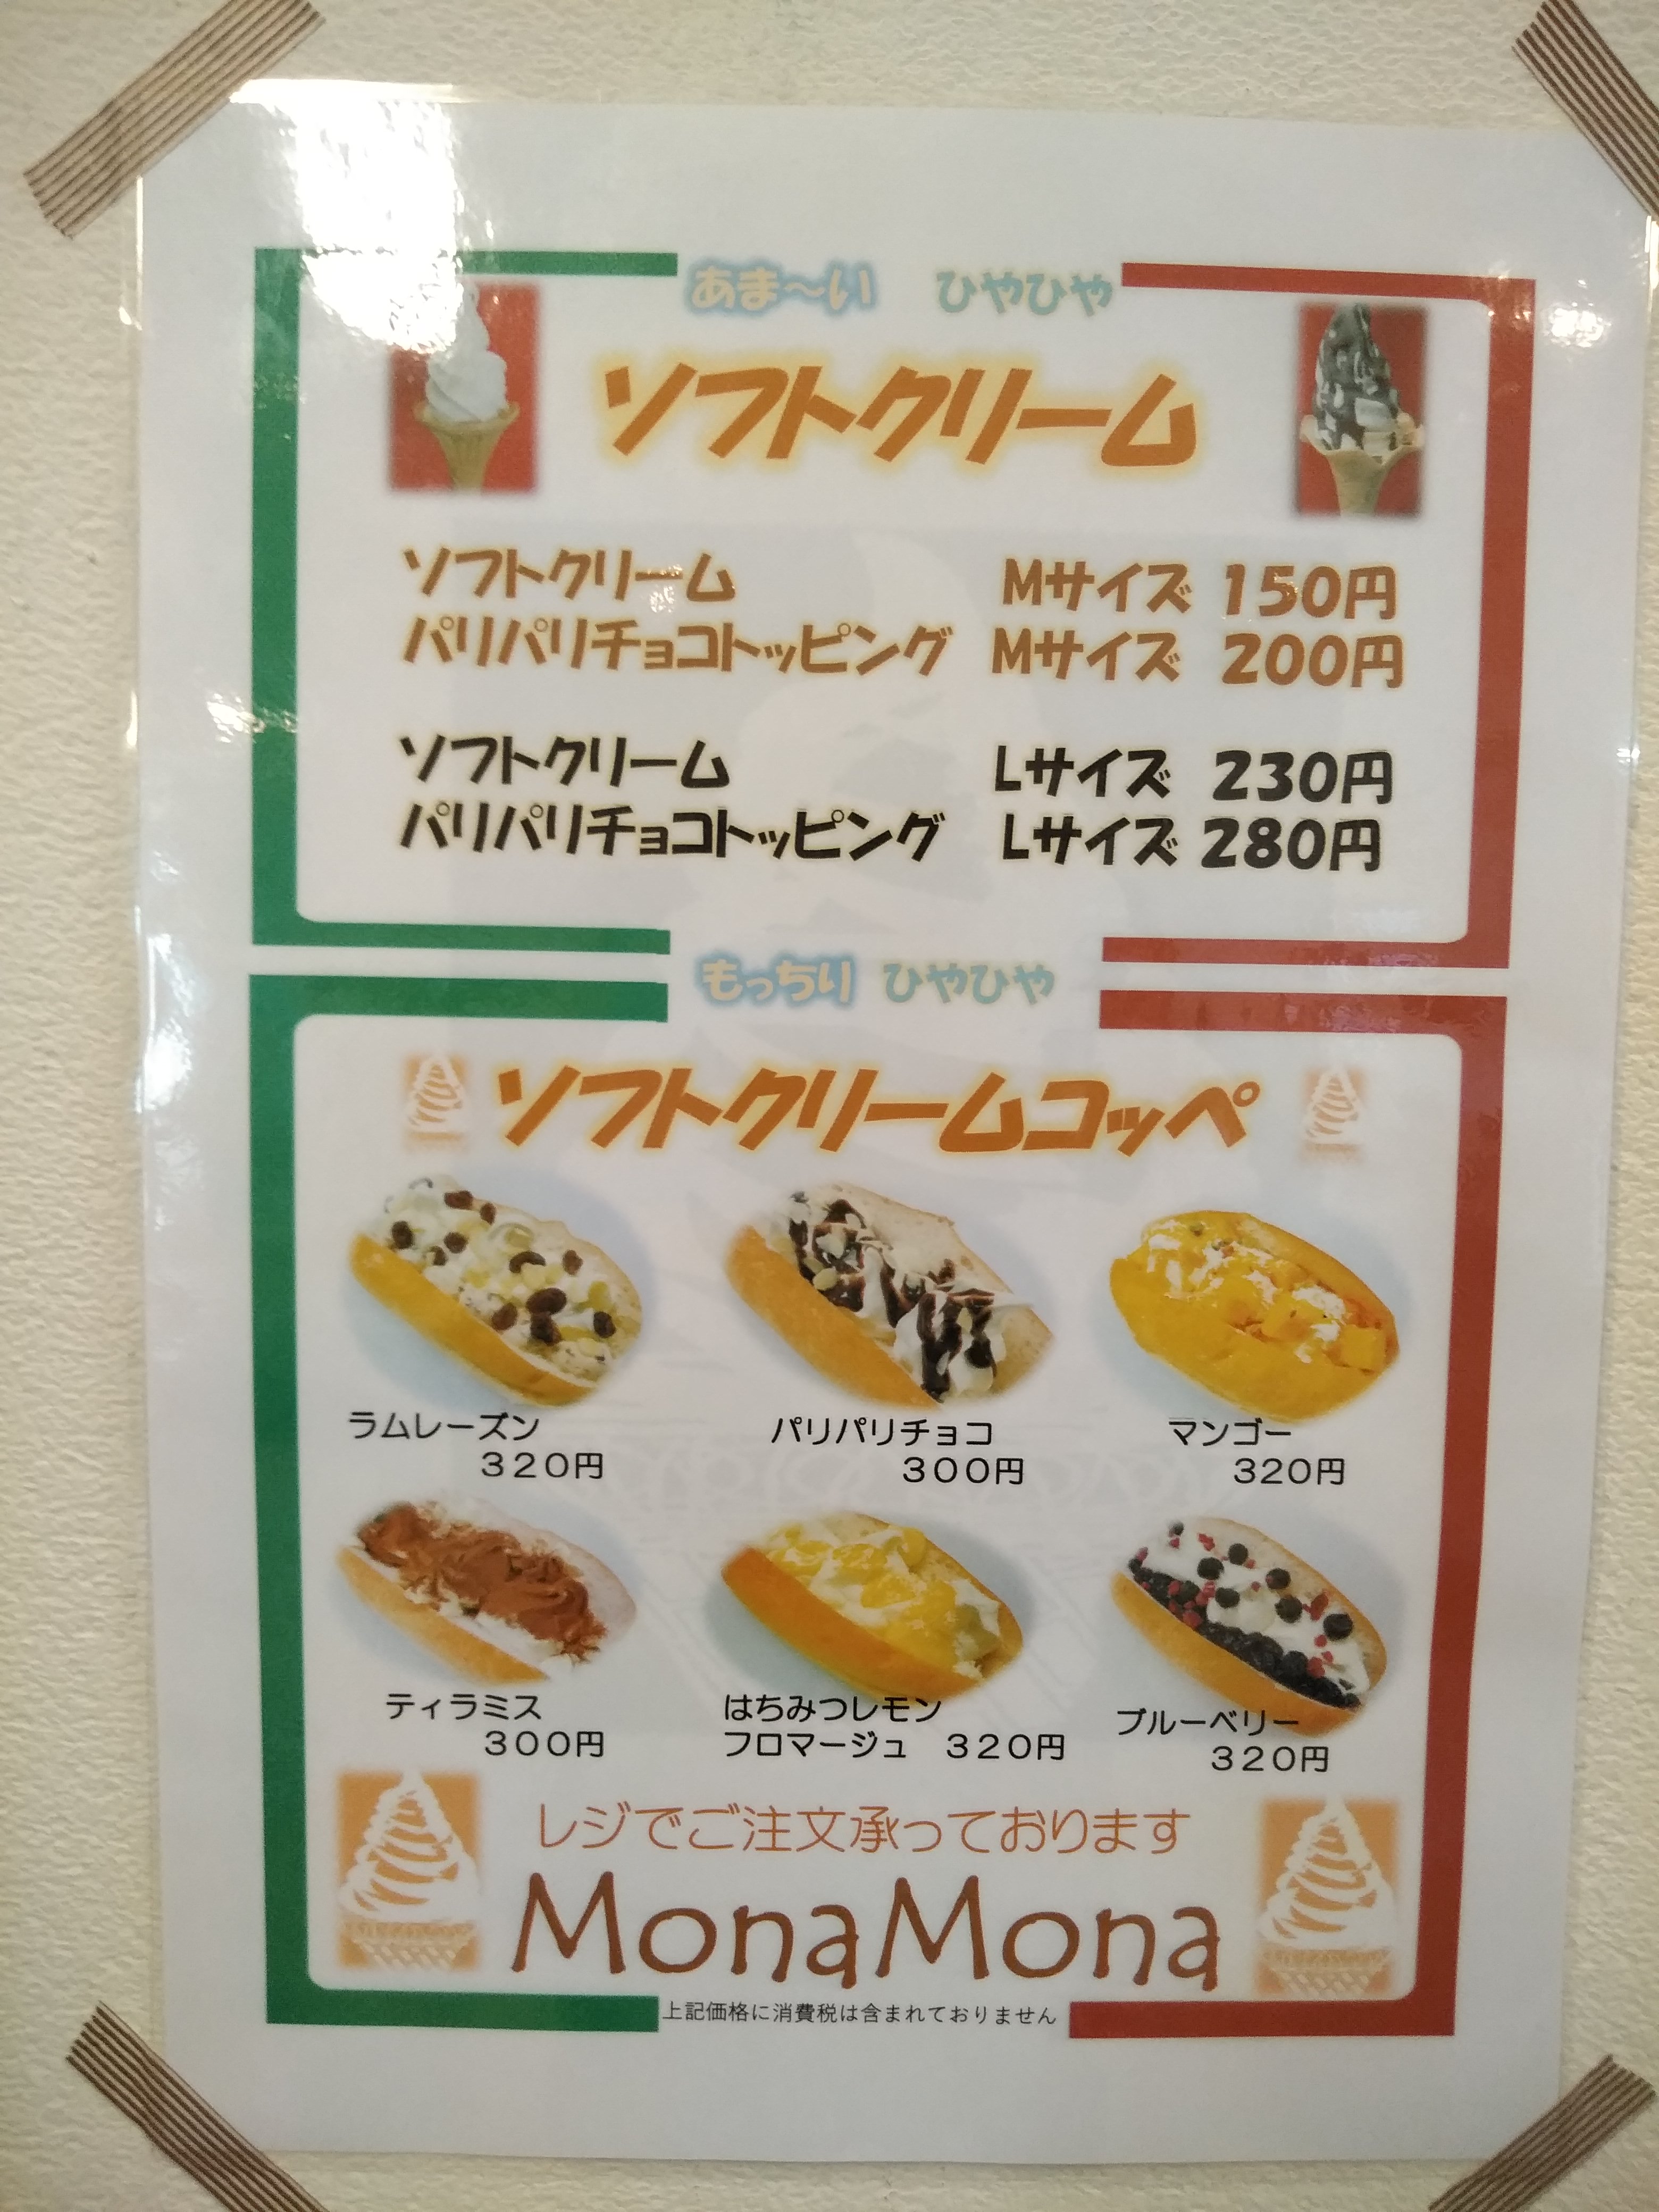 あま～い ひやひや
ソフトクリーム
ソフトクリーム Mサイズ 150円
パリパリチョコトッピング Mサイズ 200円
ソフトクリーム Lサイズ 230円
パリパリチョコトッピング Lサイズ 280円
もっちり ひやひや
ソフトクリームコッペ
ラムレーズン
320円
パリパリチョコ
300円
マンゴー
320円
ティラミス
300円
はちみつレモン
フロマージュ 320円
ブルーベリー
320円
レジでご注文承っております
MonaMona
上記価格に消費税は含まれておりません